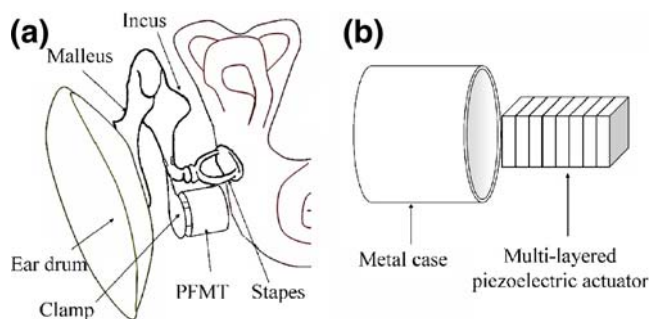 (a)
Incus
Malleus
Ear drum
Clamp
PFMT
Stapes
(b)
Metal case
Multi-layered
piezoelectric actuator